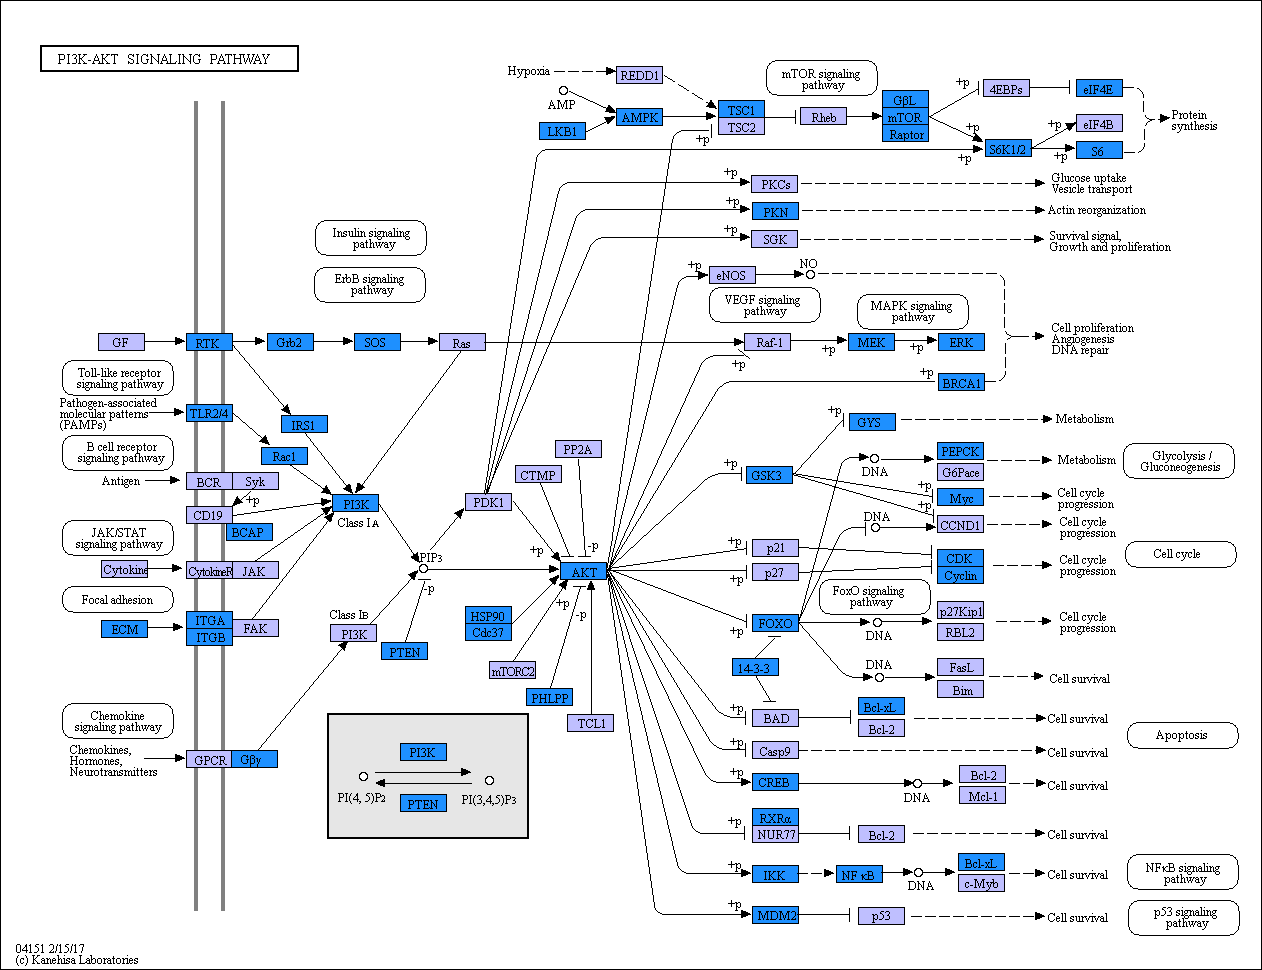 PI3K-AKT SIGNALING PATHWAY
Hypoxia
REDD1
mTOR signaling
pathway
AMP
LKB1
AMPK
TSC1
TSC2
+p
Rheb
GβL
mTOR
Raptor
+p
4EBPs
eIF4E
+p
+p
eIF4B
S6K1/2
+p
+p
S6
Protein
synthesis
+p
PKCs
Glucose uptake
Vesicle transport
+p
PKN
Actin reorganization
+p
SGK
Survival signal,
Growth and proliferation
Insulin signaling
pathway
ErbB signaling
pathway
+p
eNOS
NO
VEGF signaling
pathway
MAPK signaling
pathway
GF
RTK
Grb2
SOS
Ras
Raf-1
+p
+p
MEK
+p
ERK
Cell proliferation
Angiogenesis
DNA repair
+p
BRCA1
Toll-like receptor
signaling pathway
Pathogen-associated
molecular patterns
(PAMPs)
TLR2/4
IRS1
Rac1
B cell receptor
signaling pathway
Antigen
BCR
Syk
+p
CD19
BCAP
PI3K
Class IA
JAK/STAT
signaling pathway
Cytokine
CytokineR
JAK
Focal adhesion
ECM
ITGA
ITGB
FAK
Class IB
PI3K
PIP3
-p
PTEN
PDK1
CTMP
PP2A
+p
-p
AKT
+p
-p
HSP90
Cdc37
mTORC2
PHLPP
TCL1
+p
GYS
Metabolism
+p
GSK3
DNA
PEPCK
G6Pace
Metabolism
Glycolysis /
Gluconeogenesis
+p
Myc
Cell cycle
progression
+p
DNA
CCND1
Cell cycle
progression
+p
p21
+p
p27
CDK
Cyclin
Cell cycle
progression
Cell cycle
FoxO signaling
pathway
+p
FOXO
DNA
p27Kip1
RBL2
Cell cycle
progression
14-3-3
DNA
FasL
Bim
Cell survival
+p
BAD
Bcl-xL
Bcl-2
Cell survival
Apoptosis
+p
Casp9
Cell survival
+p
CREB
DNA
Bcl-2
Mcl-1
Cell survival
+p
RXRα
NUR77
Bcl-2
Cell survival
+p
IKK
NFκB
DNA
Bcl-xL
c-Myb
Cell survival
NFκB signaling
pathway
+p
MDM2
p53
Cell survival
p53 signaling
pathway
Chemokine
signaling pathway
Chemokines,
Hormones,
Neurotransmitters
GPCR
Gβγ
PI3K
PI(4, 5)P2
PI(3,4,5)P3
PTEN
04151 2/15/17
(c) Kanehisa Laboratories